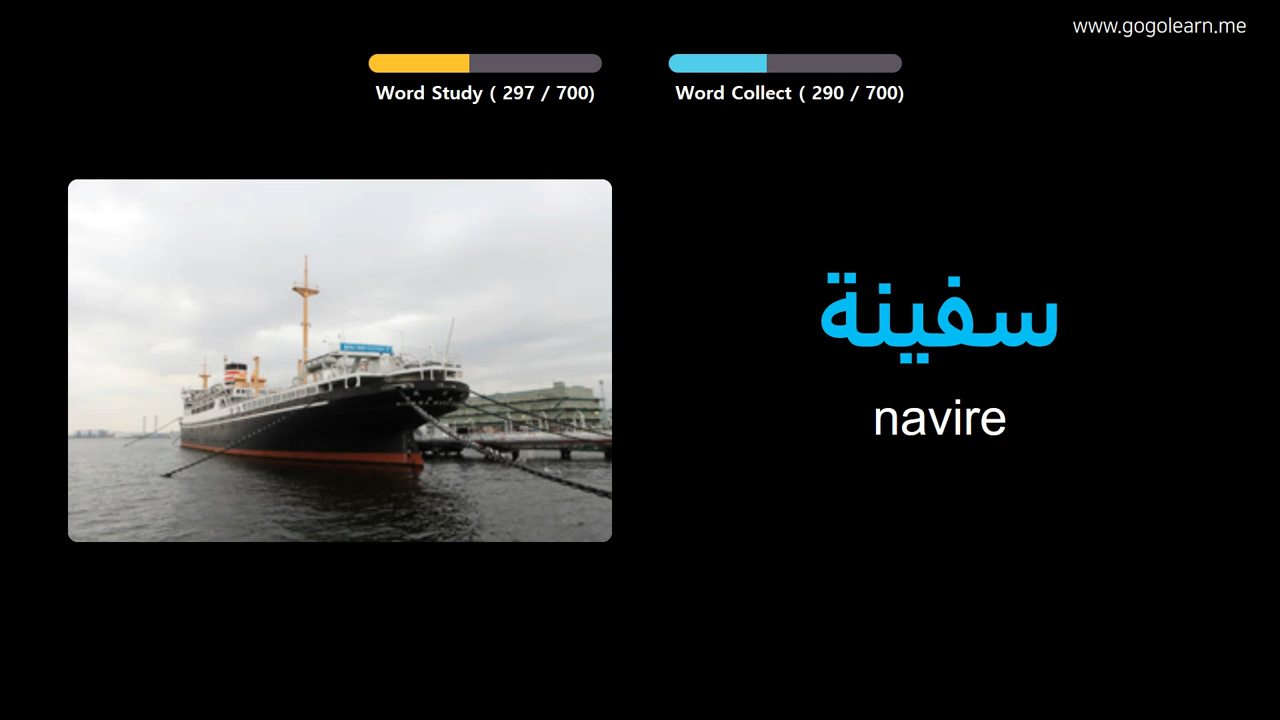 www.gogolearn.me
Word Study ( 297 / 700)
Word Collect ( 290 / 700)
سفينة
navire